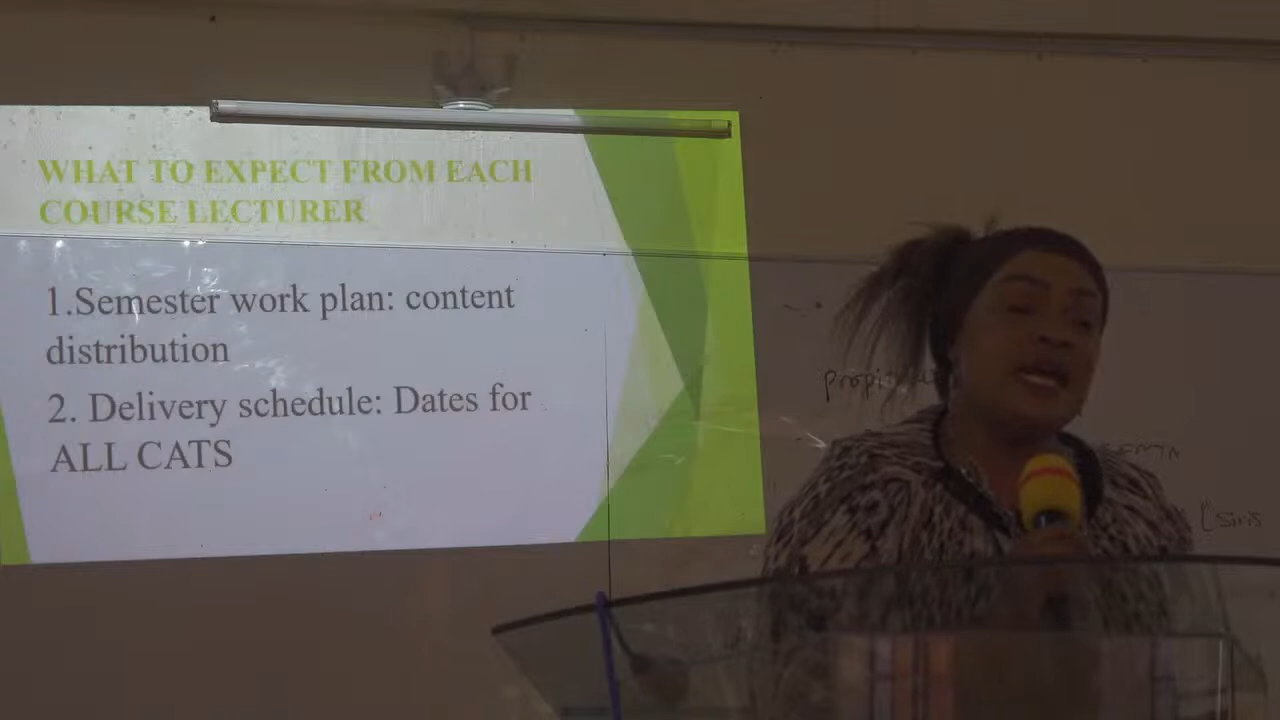 WHAT TO EXPECT FROM EACH
COURSE LECTURER
1.Semester work plan: content
distribution
2. Delivery schedule: Dates for
ALL CATS